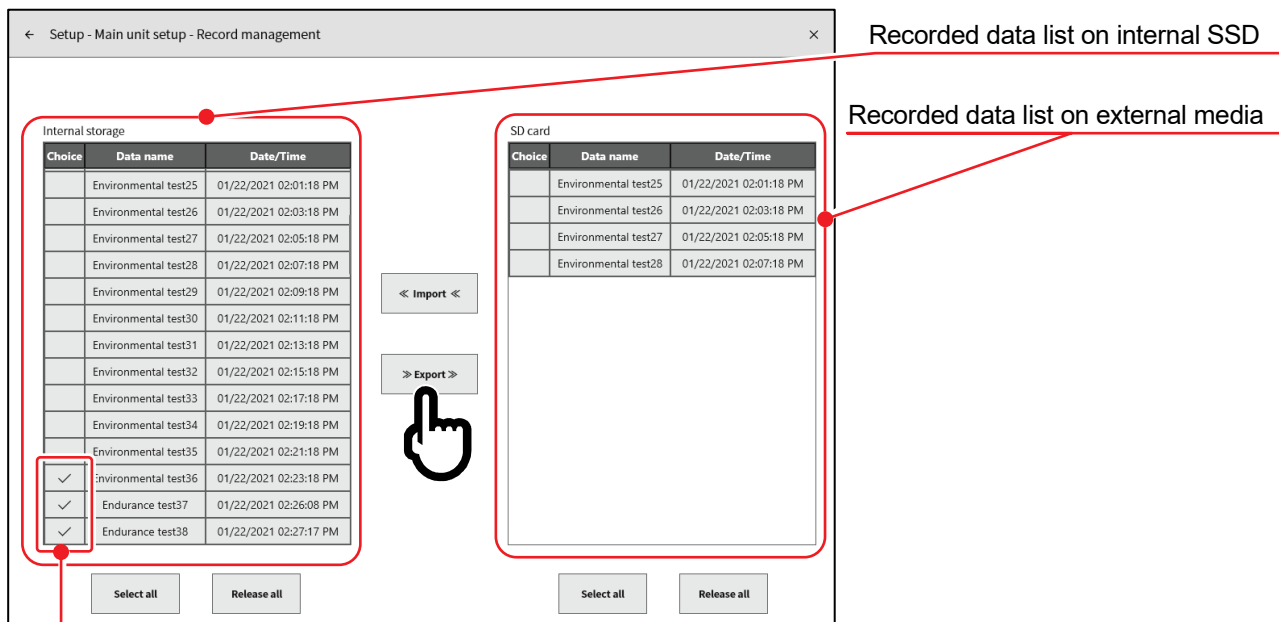 ← Setup - Main unit setup - Record management ×
Recorded data list on internal SSD
Recorded data list on external media
Internal storage
Choice Data name Date/Time
Environmental test25 01/22/2021 02:01:18 PM
Environmental test26 01/22/2021 02:03:18 PM
Environmental test27 01/22/2021 02:05:18 PM
Environmental test28 01/22/2021 02:07:18 PM
Environmental test29 01/22/2021 02:09:18 PM
Environmental test30 01/22/2021 02:11:18 PM
Environmental test31 01/22/2021 02:13:18 PM
Environmental test32 01/22/2021 02:15:18 PM
Environmental test33 01/22/2021 02:17:18 PM
Environmental test34 01/22/2021 02:19:18 PM
Environmental test35 01/22/2021 02:21:18 PM
✓ Environmental test36 01/22/2021 02:23:18 PM
✓ Endurance test37 01/22/2021 02:26:08 PM
✓ Endurance test38 01/22/2021 02:27:17 PM
Select all Release all
≪ Import ≪
≫ Export ≫
SD card
Choice Data name Date/Time
Environmental test25 01/22/2021 02:01:18 PM
Environmental test26 01/22/2021 02:03:18 PM
Environmental test27 01/22/2021 02:05:18 PM
Environmental test28 01/22/2021 02:07:18 PM
Select all Release all